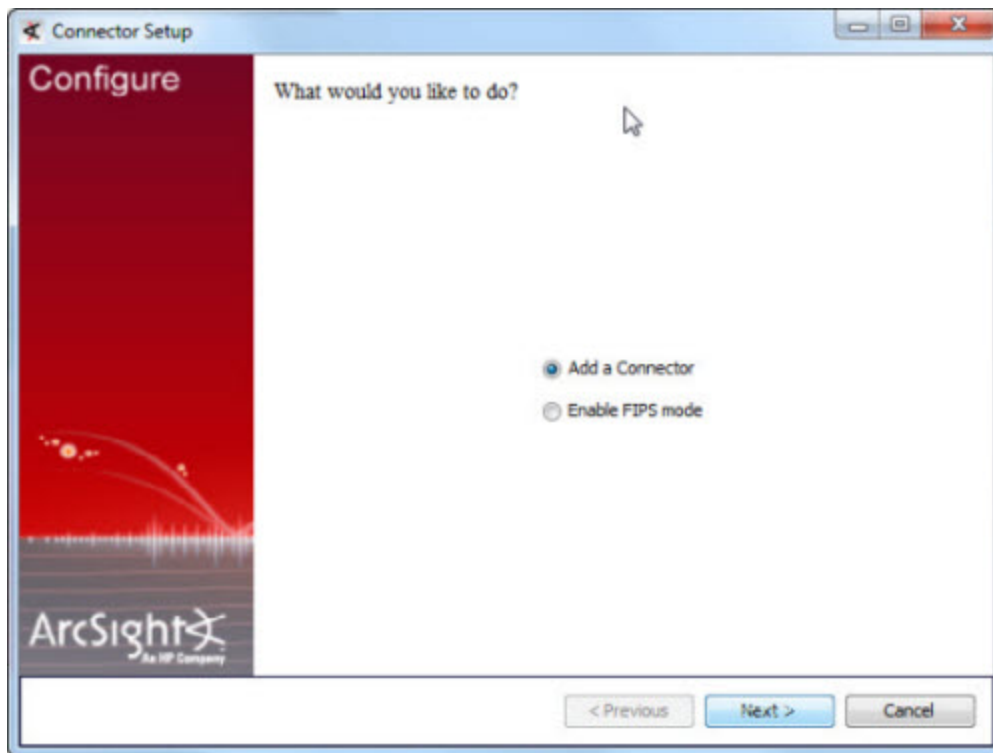 Connector Setup
Configure
What would you like to do?
Add a Connector
Enable FIPS mode
ArcSight
An HP Company
< Previous
Next >
Cancel